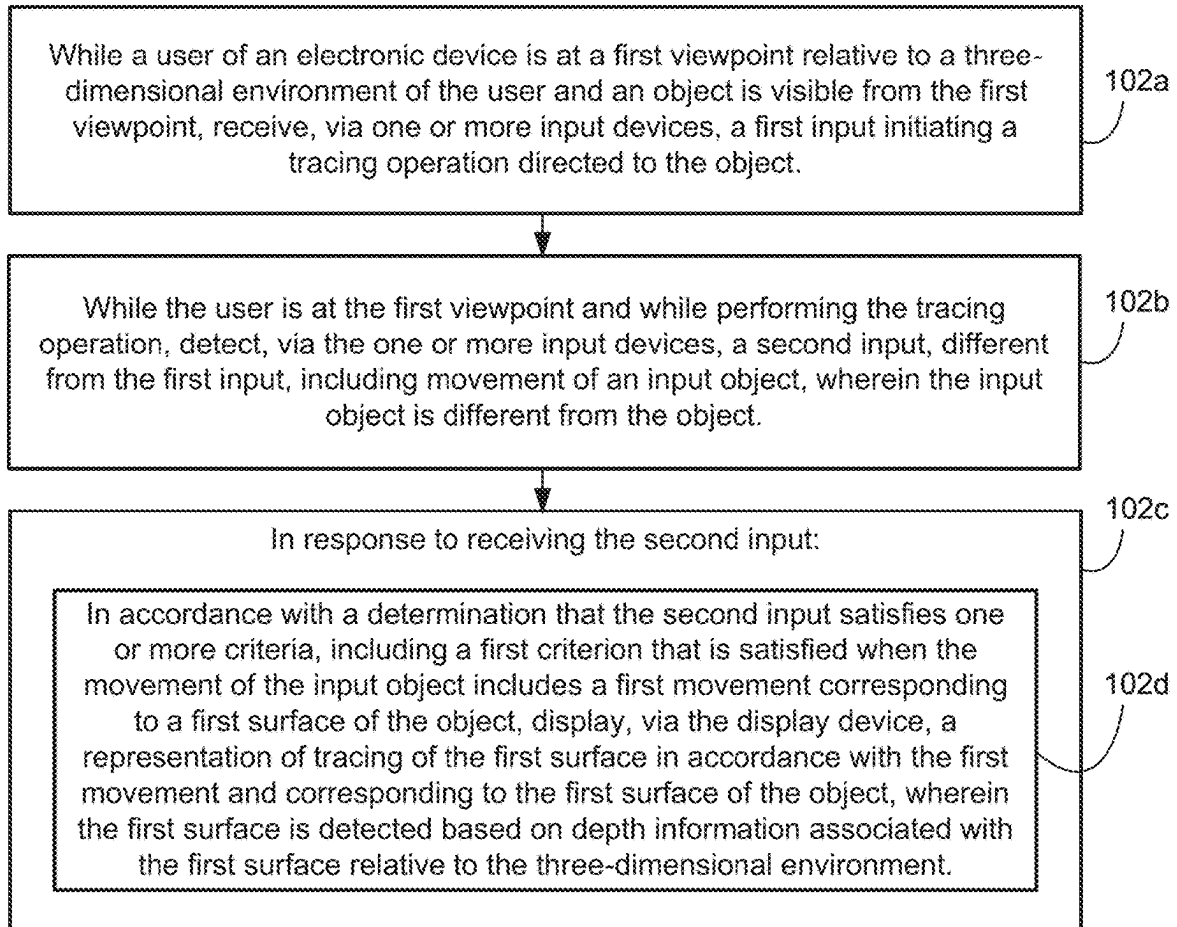 While a user of an electronic device is at a first viewpoint relative to a three-
dimensional environment of the user and an object is visible from the first
viewpoint, receive, via one or more input devices, a first input initiating a
tracing operation directed to the object.
102a
While the user is at the first viewpoint and while performing the tracing
operation, detect, via the one or more input devices, a second input, different
from the first input, including movement of an input object, wherein the input
object is different from the object.
102b
In response to receiving the second input:
102c
In accordance with a determination that the second input satisfies one
or more criteria, including a first criterion that is satisfied when the
movement of the input object includes a first movement corresponding
to a first surface of the object, display, via the display device, a
representation of tracing of the first surface in accordance with the first
movement and corresponding to the first surface of the object, wherein
the first surface is detected based on depth information associated with
the first surface relative to the three-dimensional environment.
102d